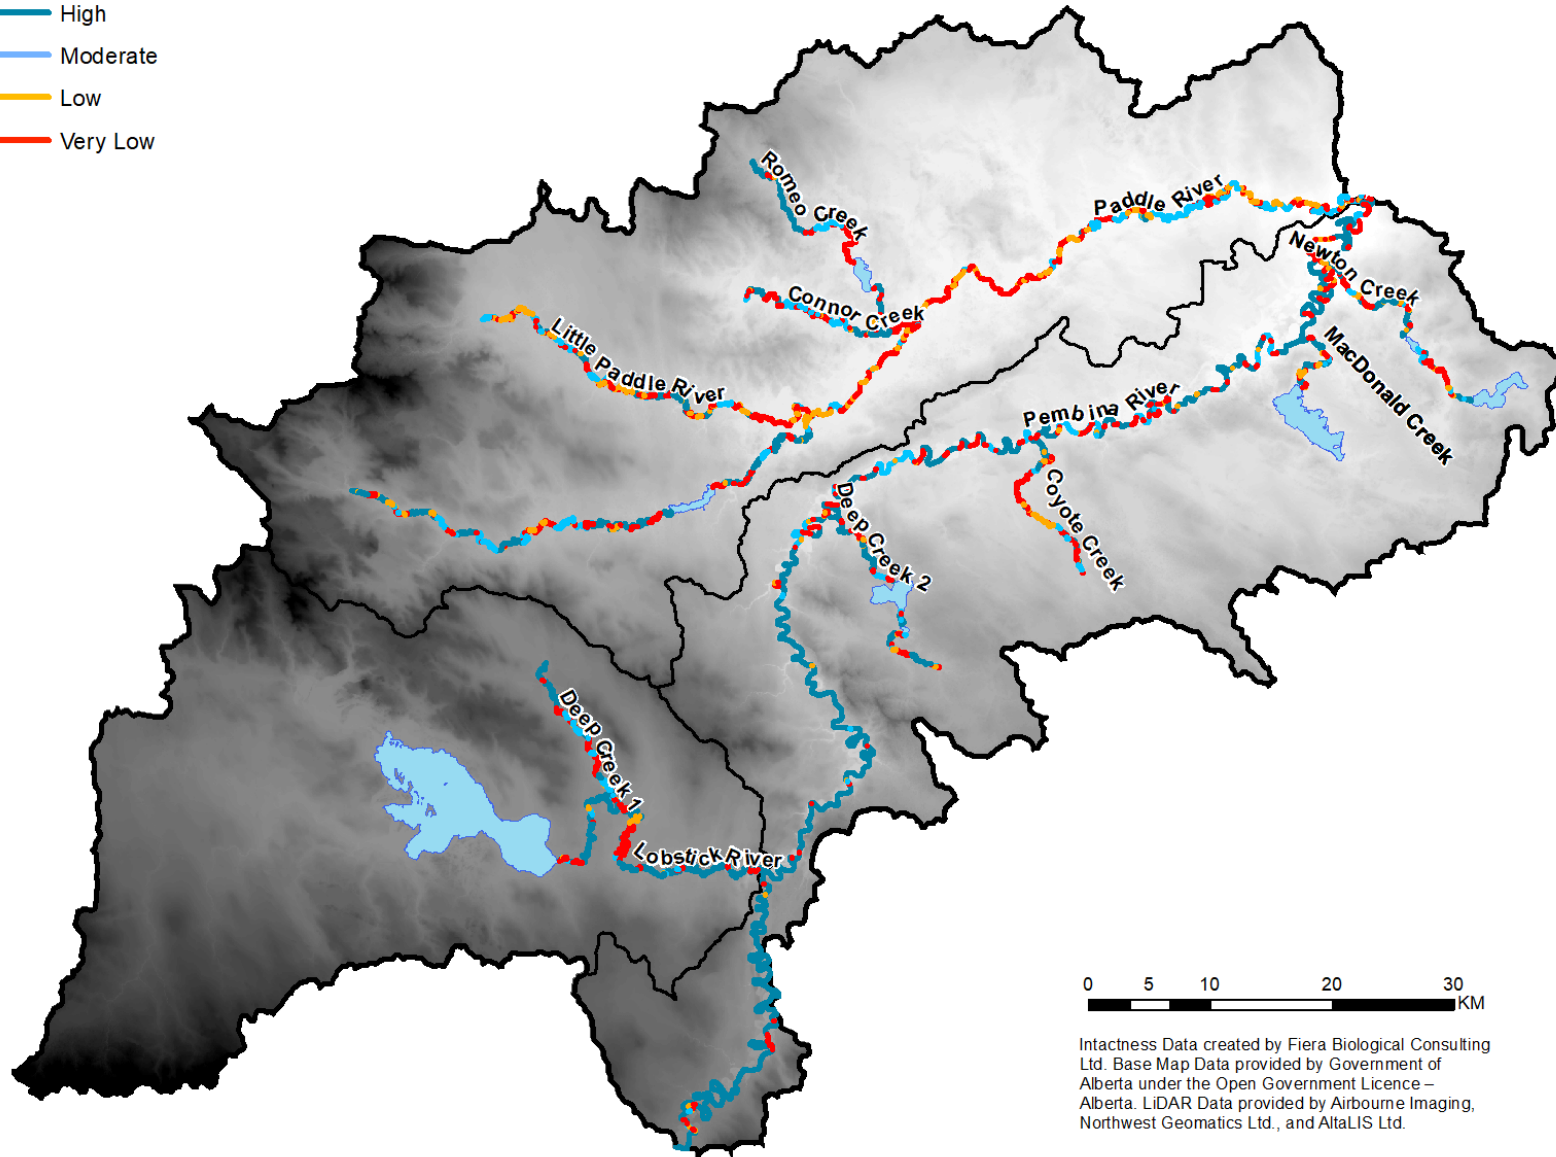 High
Moderate
Low
Very Low
Romeo Creek
Paddle River
Newton Creek
Connor Creek
Little Paddle River
MacDonald Creek
Pembina River
Coyote Creek
Deep Creek 2
Deep Creek 1
Lobstick River
0 5 10 20 30
KM
Intactness Data created by Fiera Biological Consulting
Ltd. Base Map Data provided by Government of
Alberta under the Open Government Licence –
Alberta. LiDAR Data provided by Airbourne Imaging,
Northwest Geomatics Ltd., and AltaLIS Ltd.